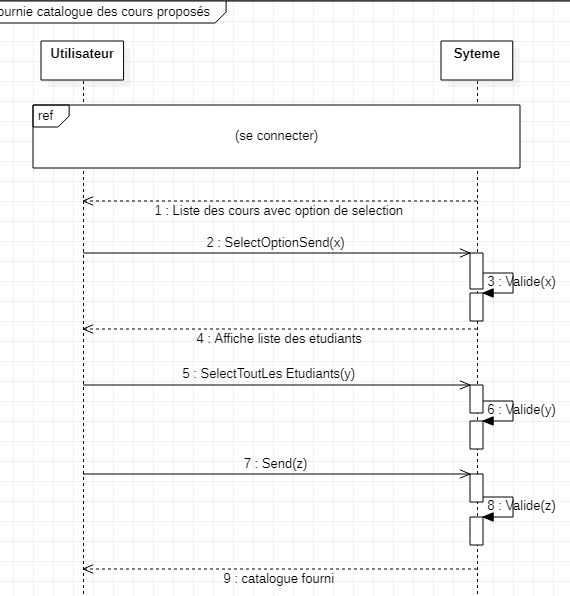 ournie catalogue des cours proposés
Utilisateur
Syteme
ref
(se connecter)
1 : Liste des cours avec option de selection
2 : SelectOptionSend(x)
3 : Valide(x)
4 : Affiche liste des etudiants
5 : SelectToutLes Etudiants(y)
6 : Valide(y)
7 : Send(z)
8 : Valide(z)
9 : catalogue fourni